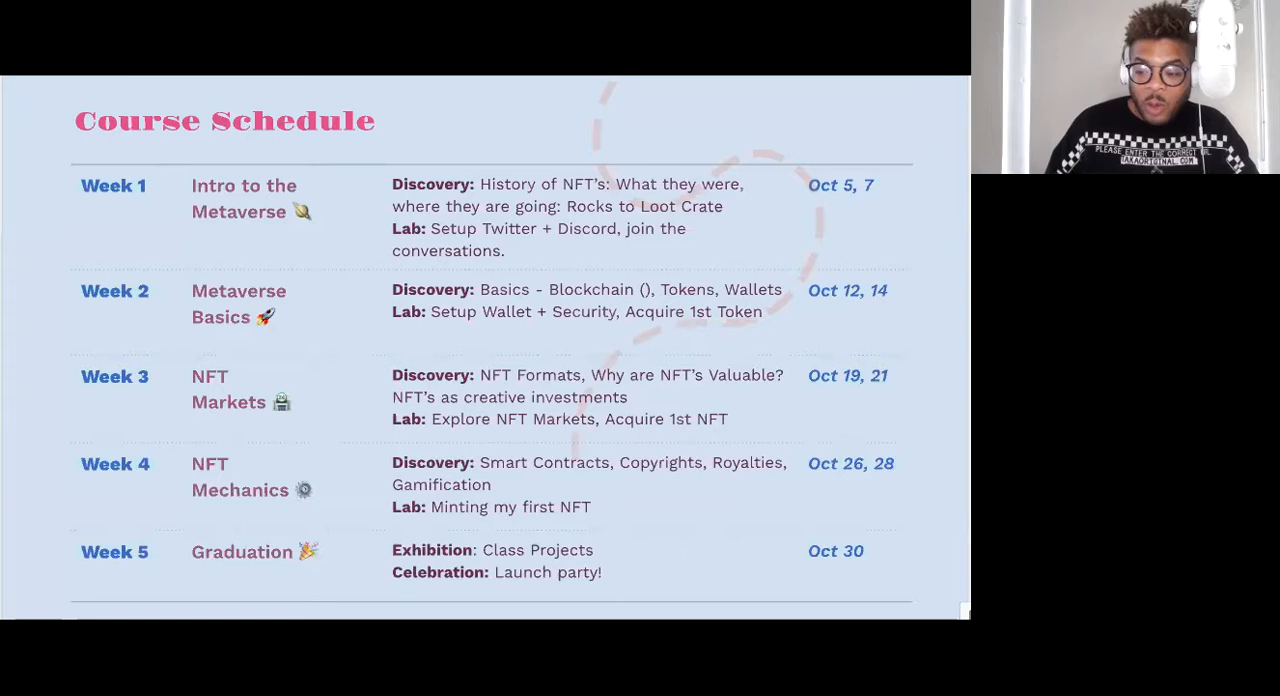 Course Schedule
Week 1
Intro to the
Metaverse 🪐
Discovery: History of NFT's: What they were,
where they are going: Rocks to Loot Crate
Lab: Setup Twitter + Discord, join the
conversations.
Oct 5, 7
Week 2
Metaverse
Basics 🚀
Discovery: Basics - Blockchain (), Tokens, Wallets
Lab: Setup Wallet + Security, Acquire 1st Token
Oct 12, 14
Week 3
NFT
Markets 🤖
Discovery: NFT Formats, Why are NFT's Valuable?
NFT's as creative investments
Lab: Explore NFT Markets, Acquire 1st NFT
Oct 19, 21
Week 4
NFT
Mechanics ⚙️
Discovery: Smart Contracts, Copyrights, Royalties,
Gamification
Lab: Minting my first NFT
Oct 26, 28
Week 5
Graduation 🎉
Exhibition: Class Projects
Celebration: Launch party!
Oct 30
PLEASE ENTER THE CORRECT URL